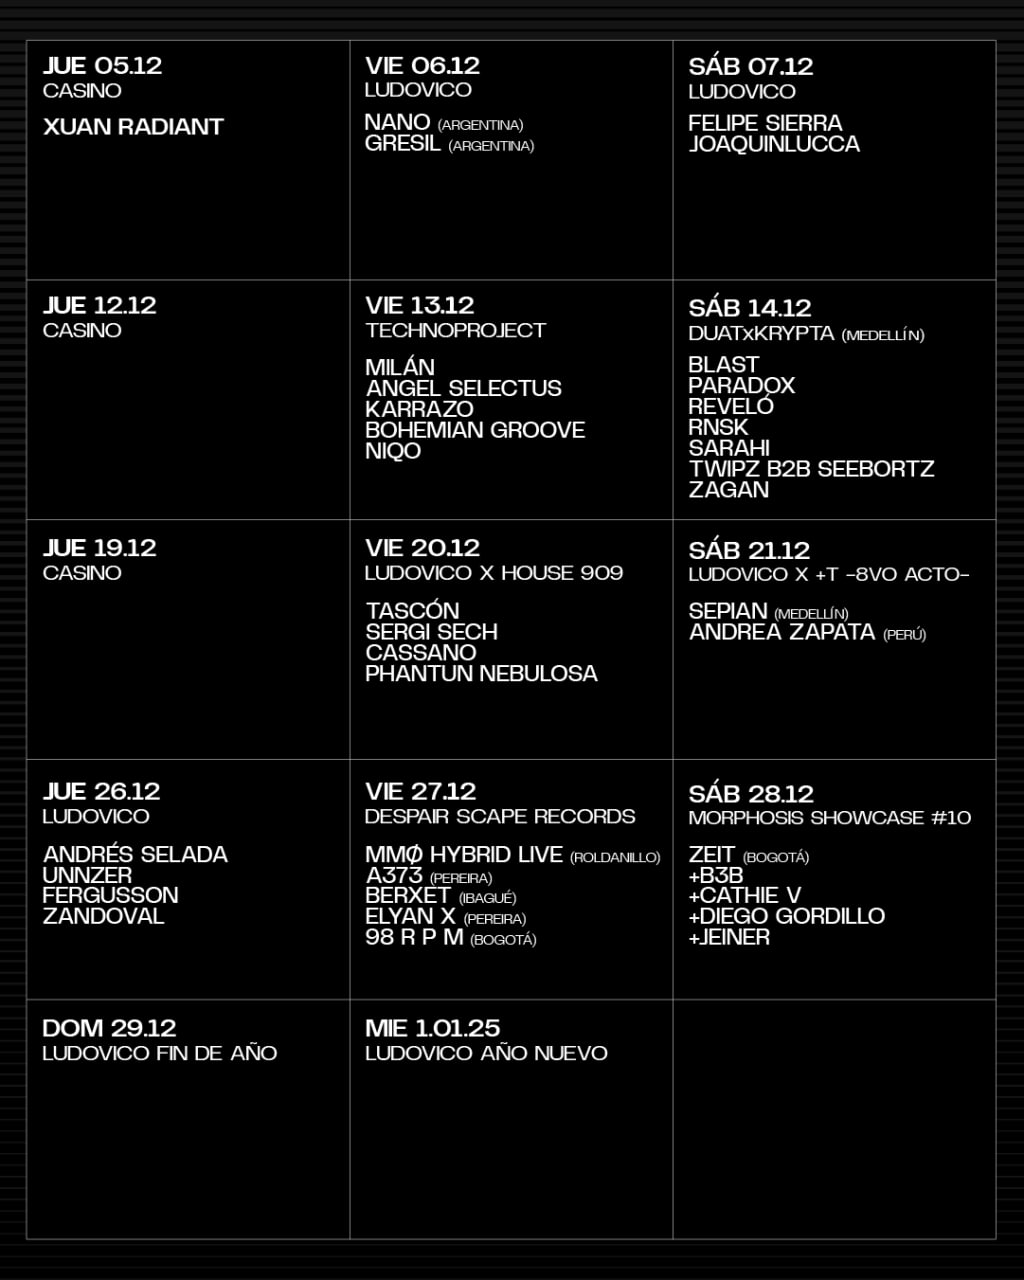 JUE 05.12
CASINO
XUAN RADIANT
VIE 06.12
LUDOVICO
NANO (ARGENTINA)
GRESIL (ARGENTINA)
SÁB 07.12
LUDOVICO
FELIPE SIERRA
JOAQUINLUCCA
JUE 12.12
CASINO
VIE 13.12
TECHNOPROJECT
MILÁN
ANGEL SELECTUS
KARRAZO
BOHEMIAN GROOVE
NIQO
SÁB 14.12
DUATxKRYPTA (MEDELLÍN)
BLAST
PARADOX
REVELÓ
RNSK
SARAHI
TWIPZ B2B SEEBORTZ
ZAGAN
JUE 19.12
CASINO
VIE 20.12
LUDOVICO X HOUSE 909
TASCÓN
SERGI SECH
CASSANO
PHANTUN NEBULOSA
SÁB 21.12
LUDOVICO X +T -8VO ACTO-
SEPIAN (MEDELLÍN)
ANDREA ZAPATA (PERÚ)
JUE 26.12
LUDOVICO
ANDRÉS SELADA
UNNZER
FERGUSSON
ZANDOVAL
VIE 27.12
DESPAIR SCAPE RECORDS
MMØ HYBRID LIVE (ROLDANILLO)
A373 (PEREIRA)
BERXET (IBAGUÉ)
ELYAN X (PEREIRA)
98 R P M (BOGOTÁ)
SÁB 28.12
MORPHOSIS SHOWCASE #10
ZEIT (BOGOTÁ)
+B3B
+CATHIE V
+DIEGO GORDILLO
+JEINER
DOM 29.12
LUDOVICO FIN DE AÑO
MIE 1.01.25
LUDOVICO AÑO NUEVO